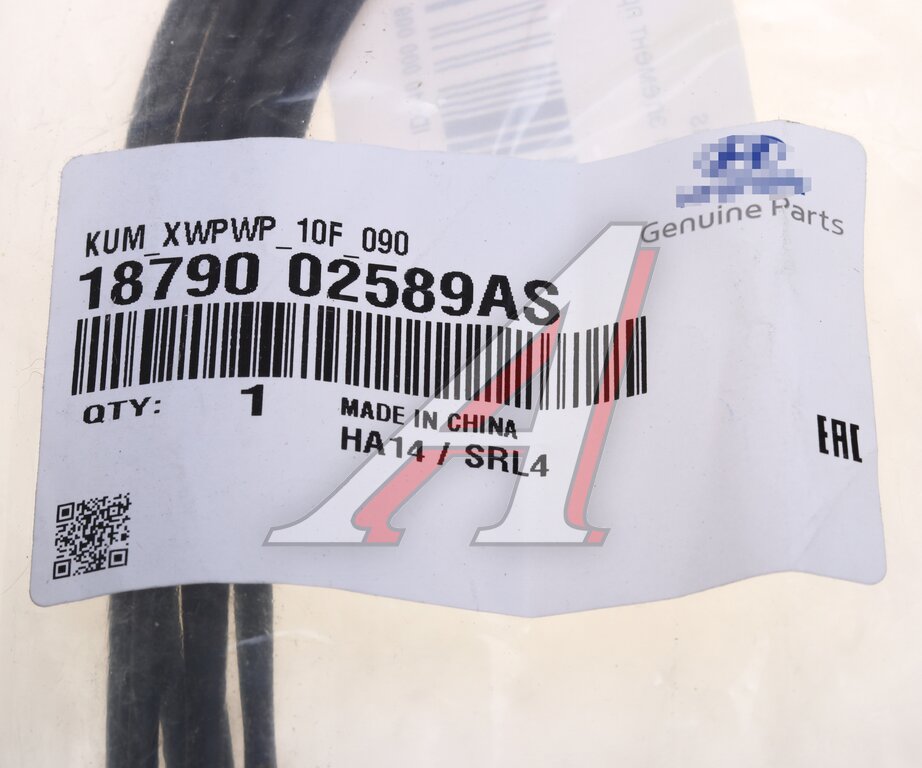 Genuine Parts
KUM_XWPWP_10F_090
18790 02589AS
QTY: 1
MADE IN CHINA
HA14 / SRL4
EAC